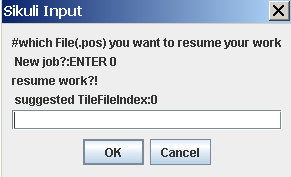 Sikuli Input
#which File(.pos) you want to resume your work
New job?:ENTER 0
resume work?!
suggested TileFileIndex:0
OK Cancel